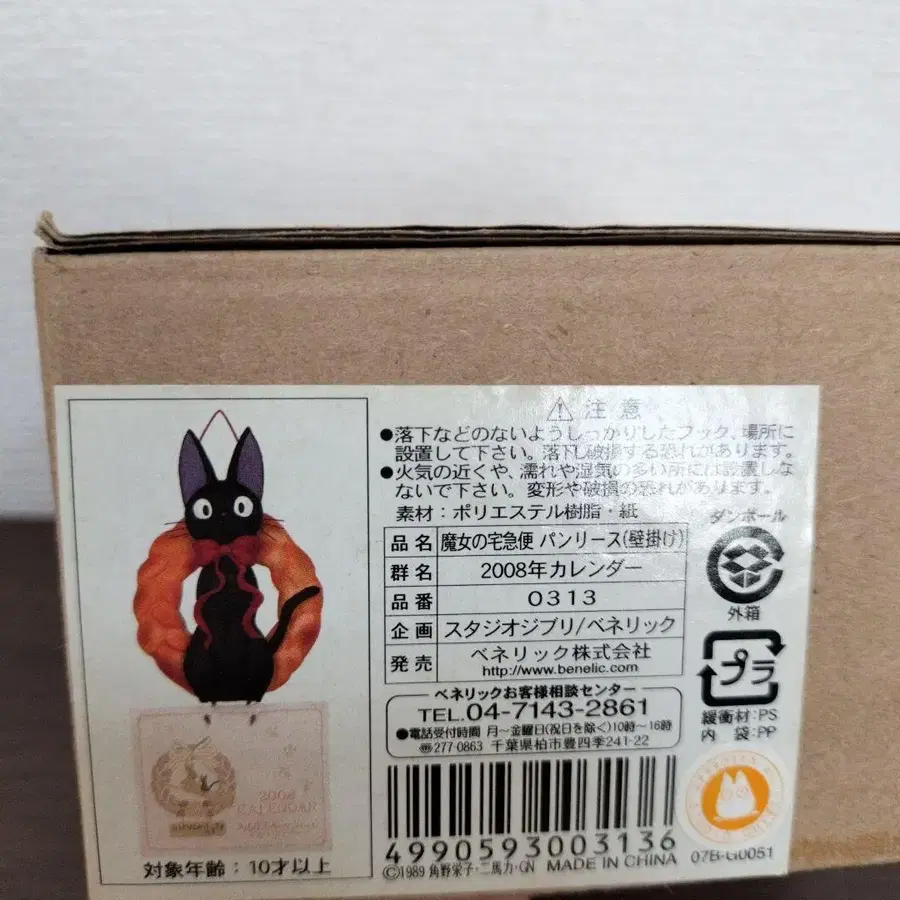 ⚠ 注意
●落下などのないようしっかりしたフック、場所に
設置して下さい。落下し破損する恐れがあります。
●火気の近くや、濡れや湿気の多い所には設置しな
ないで下さい。変形や破損の恐れがあります。
素材：ポリエステル樹脂・紙
品名 魔女の宅急便 パンリース(壁掛け)
群名 2008年カレンダー
品番 0313
企画 スタジオジブリ/ベネリック
発売 ベネリック株式会社
http://www.benelic.com
ベネリックお客様相談センター
TEL.04-7143-2861
●電話受付時間 月〜金曜日(祝日を除く)10時〜16時
〒277-0863 千葉県柏市豊四季241-22
ダンボール
外箱
プラ
緩衝材:PS
内 袋:PP
2008
CALENDAR
対象年齢：10才以上
4990593003136
©1989 角野栄子・二馬力・GN MADE IN CHINA
07B-G0051